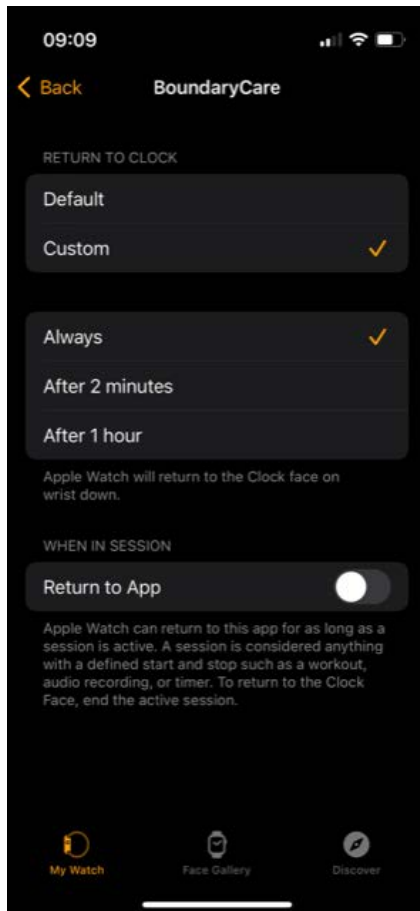 09:09
Back
BoundaryCare
RETURN TO CLOCK
Default
Custom
Always
After 2 minutes
After 1 hour
Apple Watch will return to the Clock face on
wrist down.
WHEN IN SESSION
Return to App
Apple Watch can return to this app for as long as a
session is active. A session is considered anything
with a defined start and stop such as a workout,
audio recording, or timer. To return to the Clock
Face, end the active session.
My Watch
Face Gallery
Discover